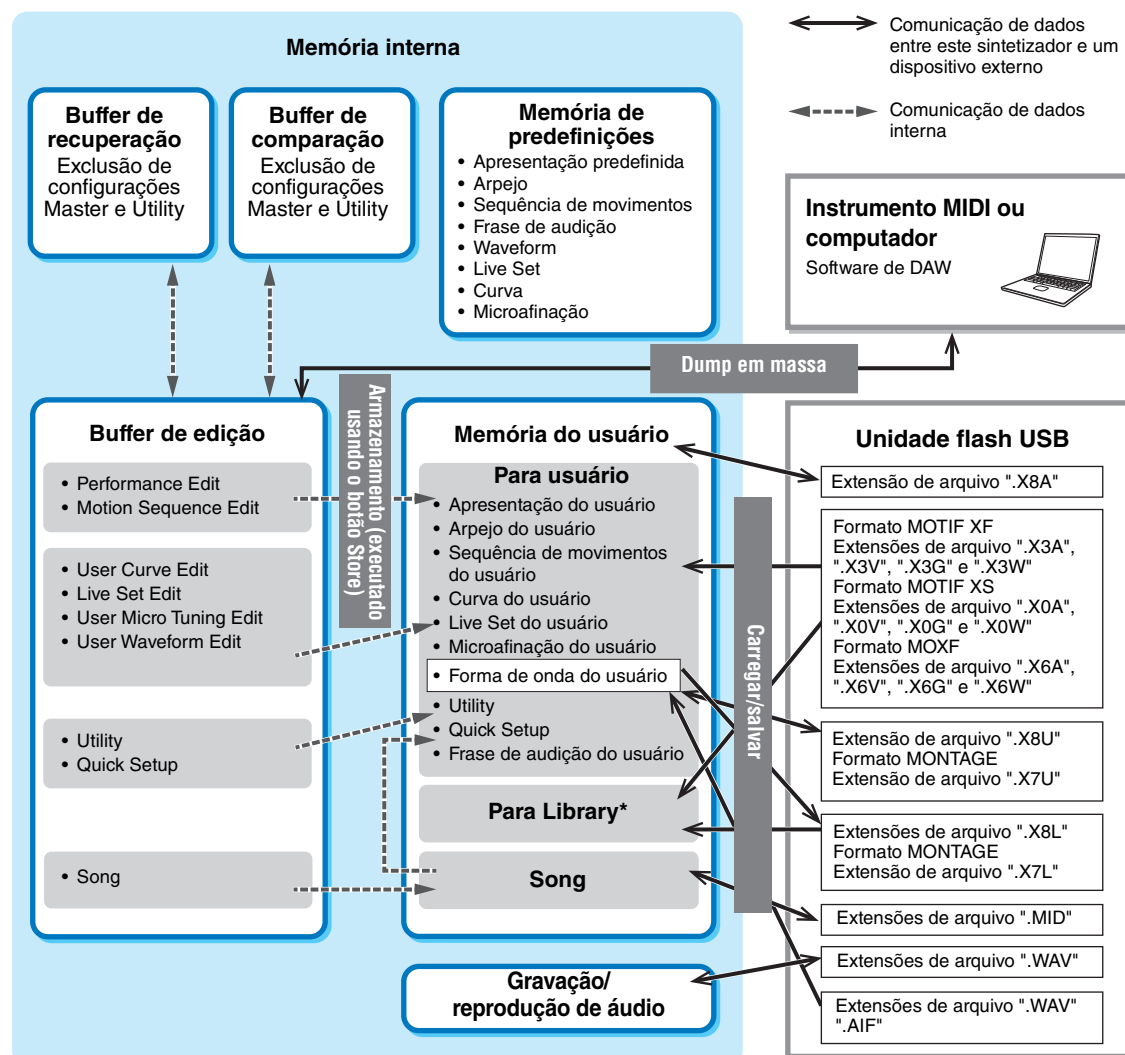 Memória interna
Comunicação de dados
entre este sintetizador e um
dispositivo externo
Comunicação de dados
interna
Buffer de
recuperação
Exclusão de
configurações
Master e Utility
Buffer de
comparação
Exclusão de
configurações
Master e Utility
Memória de
predefinições
• Apresentação predefinida
• Arpejo
• Sequência de movimentos
• Frase de audição
• Waveform
• Live Set
• Curva
• Microafinação
Instrumento MIDI ou
computador
Software de DAW
Dump em massa
Armazenamento (executado
usando o botão Store)
Buffer de edição
• Performance Edit
• Motion Sequence Edit
• User Curve Edit
• Live Set Edit
• User Micro Tuning Edit
• User Waveform Edit
• Utility
• Quick Setup
• Song
Memória do usuário
Para usuário
• Apresentação do usuário
• Arpejo do usuário
• Sequência de movimentos
do usuário
• Curva do usuário
• Live Set do usuário
• Microafinação do usuário
• Forma de onda do usuário
• Utility
• Quick Setup
• Frase de audição do usuário
Para Library*
Song
Gravação/
reprodução de áudio
Carregar/salvar
Unidade flash USB
Extensão de arquivo ".X8A"
Formato MOTIF XF
Extensões de arquivo ".X3A",
".X3V", ".X3G" e ".X3W"
Formato MOTIF XS
Extensões de arquivo ".X0A",
".X0V", ".X0G" e ".X0W"
Formato MOXF
Extensões de arquivo ".X6A",
".X6V", ".X6G" e ".X6W"
Extensão de arquivo ".X8U"
Formato MONTAGE
Extensão de arquivo ".X7U"
Extensões de arquivo ".X8L"
Formato MONTAGE
Extensão de arquivo ".X7L"
Extensões de arquivo ".MID"
Extensões de arquivo ".WAV"
Extensões de arquivo ".WAV"
".AIF"